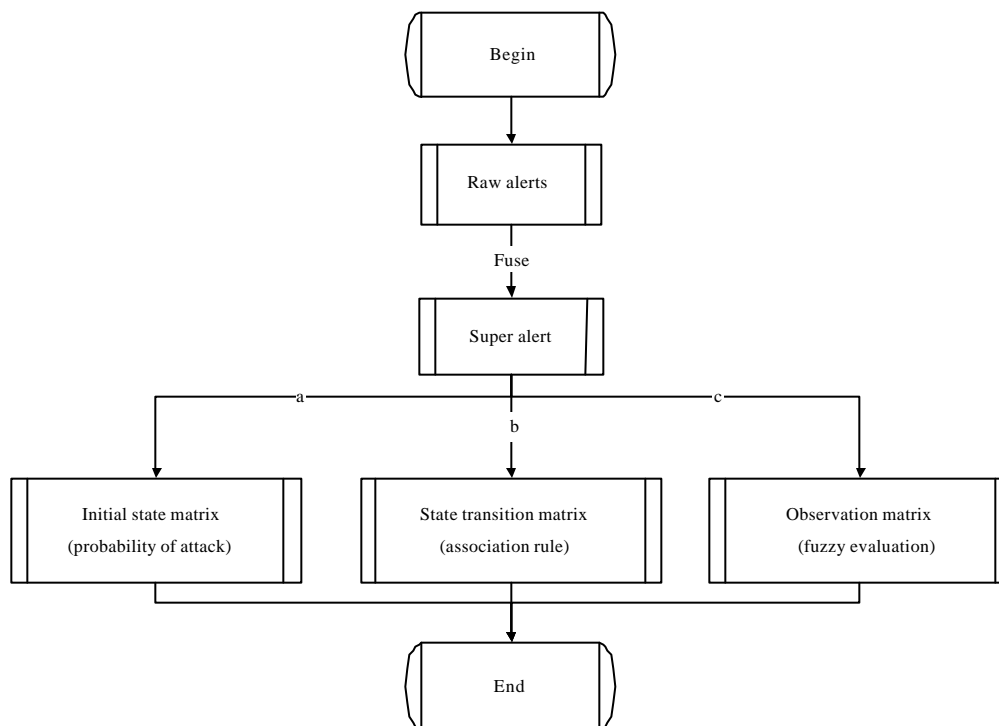 Begin
Raw alerts
Fuse
Super alert
a
b
c
Initial state matrix
(probability of attack)
State transition matrix
(association rule)
Observation matrix
(fuzzy evaluation)
End